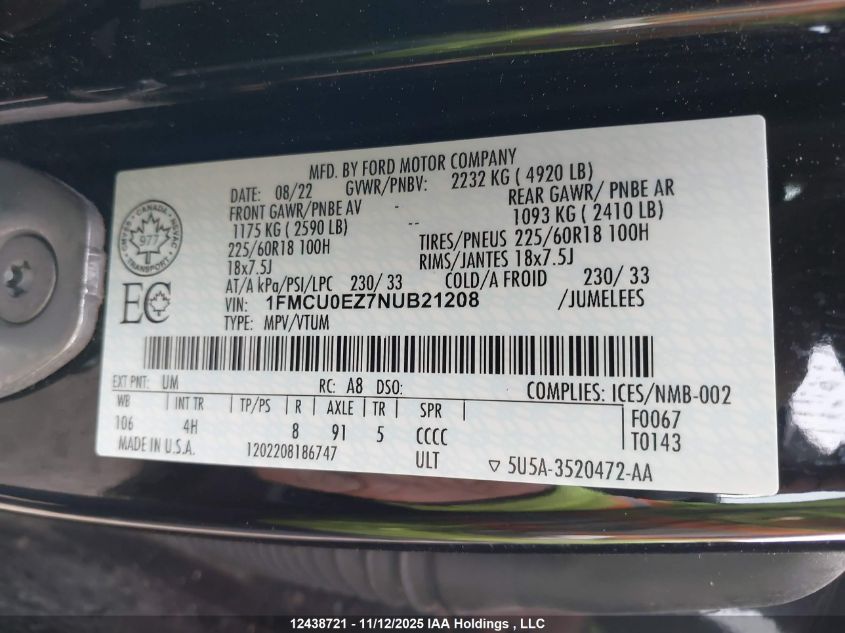 MFD. BY FORD MOTOR COMPANY
DATE: 08/22 GVWR/PNBV: 2232 KG ( 4920 LB)
FRONT GAWR/PNBE AV - REAR GAWR/ PNBE AR
1175 KG ( 2590 LB) -- 1093 KG ( 2410 LB)
225/60R18 100H TIRES/PNEUS 225/60R18 100H
18x7.5J RIMS/JANTES 18x7.5J
AT/A kPa/PSI/LPC 230/ 33 COLD/A FROID 230/ 33
VIN: 1FMCU0EZ7NUB21208 /JUMELEES
TYPE: MPV/VTUM
CANADA
977
TRANSPORT
EC
EXT PNT: UM RC: A8 DSO: COMPLIES: ICES/NMB-002
WB INT TR TP/PS R AXLE TR SPR F0067
106 4H 8 91 5 CCCC T0143
MADE IN U.S.A. 1202208186747 ULT ▽ 5U5A-3520472-AA
12438721 - 11/12/2025 IAA Holdings , LLC